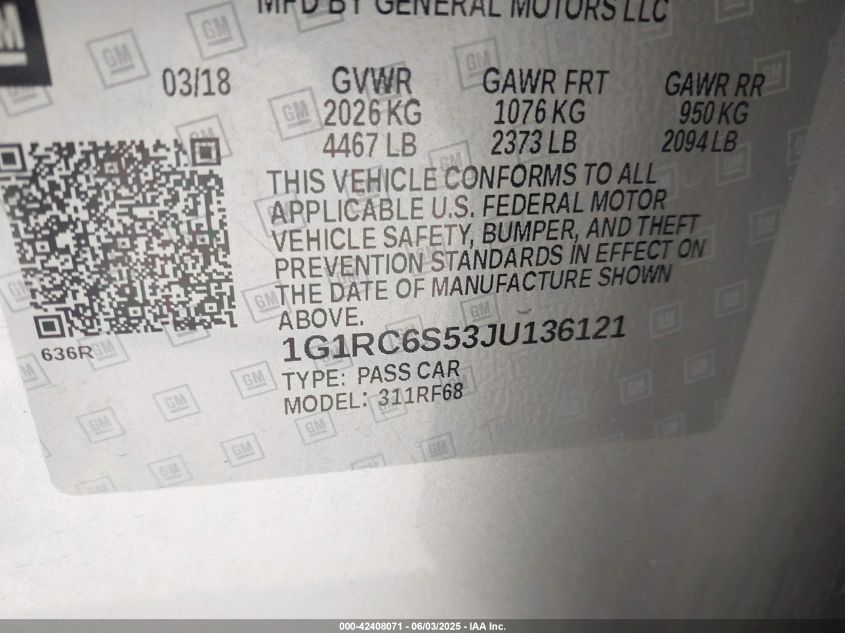 GM
MFD BY GENERAL MOTORS LLC
03/18 GVWR GAWR FRT GAWR RR
2026 KG 1076 KG 950 KG
4467 LB 2373 LB 2094 LB
THIS VEHICLE CONFORMS TO ALL
APPLICABLE U.S. FEDERAL MOTOR
VEHICLE SAFETY, BUMPER, AND THEFT
PREVENTION STANDARDS IN EFFECT ON
THE DATE OF MANUFACTURE SHOWN
ABOVE.
636R
1G1RC6S53JU136121
TYPE: PASS CAR
MODEL: 311RF68
000-42408071 - 06/03/2025 - IAA Inc.